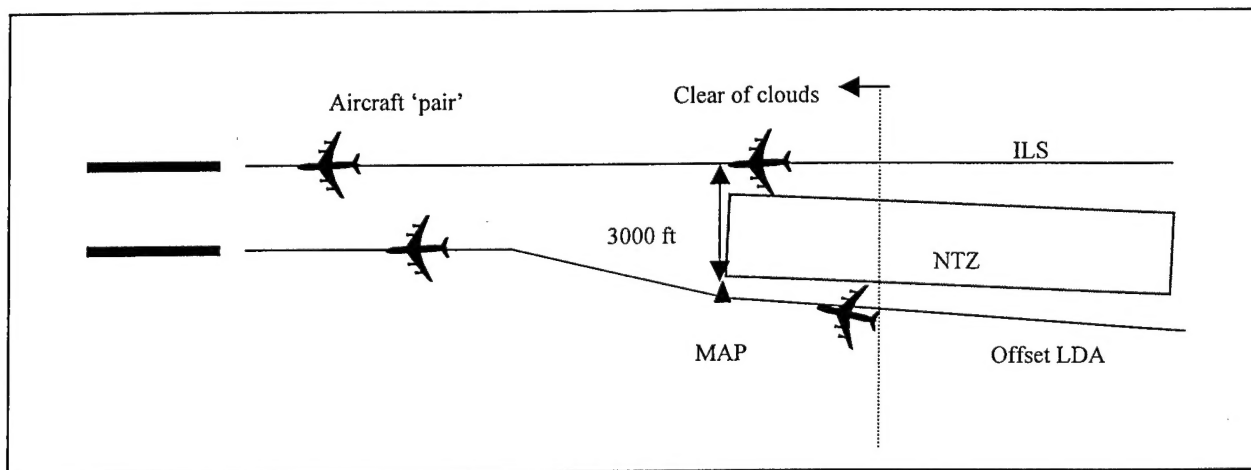 Aircraft ‘pair’
Clear of clouds
ILS
3000 ft
NTZ
MAP
Offset LDA